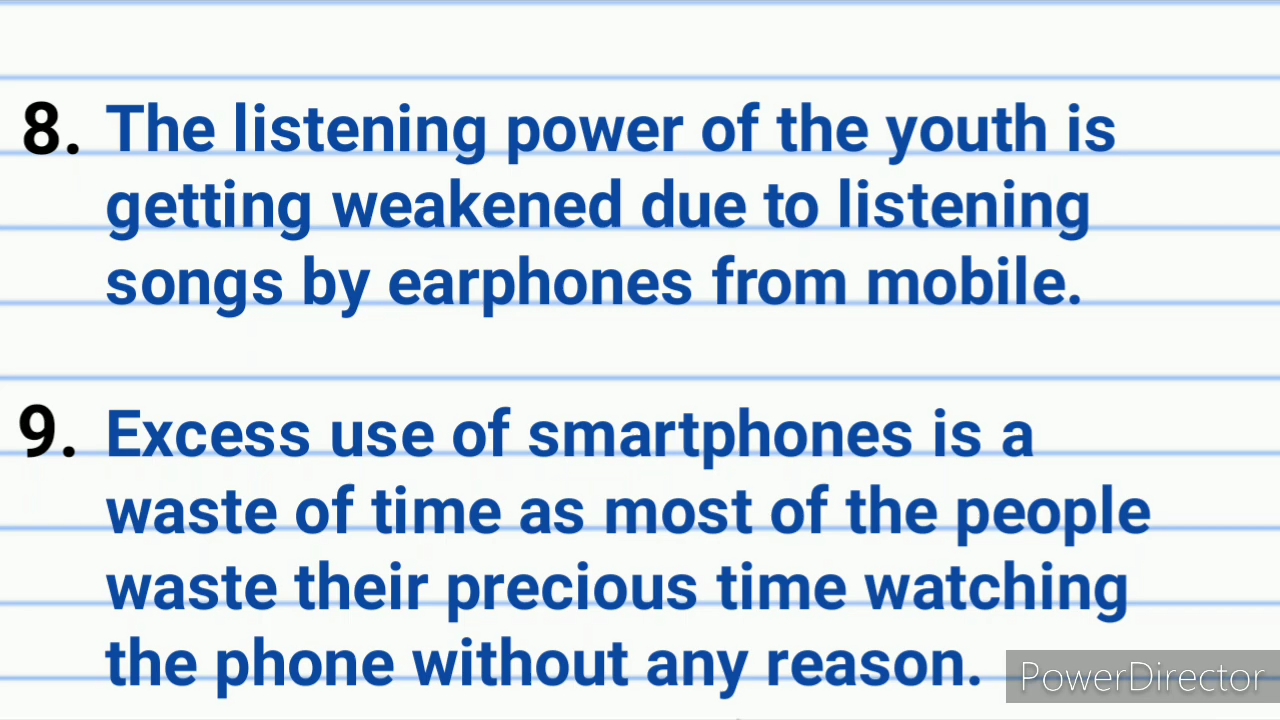 8. The listening power of the youth is
getting weakened due to listening
songs by earphones from mobile.
9. Excess use of smartphones is a
waste of time as most of the people
waste their precious time watching
the phone without any reason.
PowerDirector